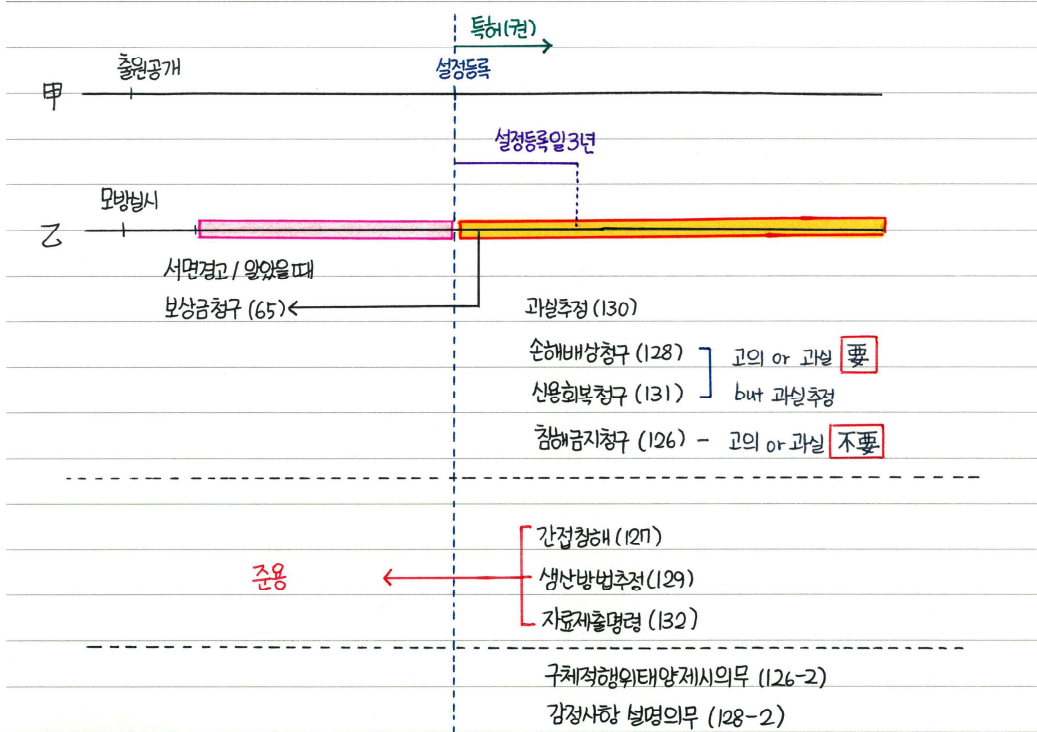 특허(권)
출원공개
설정등록
甲
설정등록일 3년
모방실시
乙
서면경고 / 알았을 때
보상금청구 (65)
과실추정 (130)
손해배상청구 (128)
고의 or 과실 要
신용회복청구 (131)
but 과실추정
침해금지청구 (126) - 고의 or 과실 不要
간접침해 (127)
준용
생산방법추정 (129)
자료제출명령 (132)
구체적행위태양제시의무 (126-2)
감정사항 설명의무 (128-2)